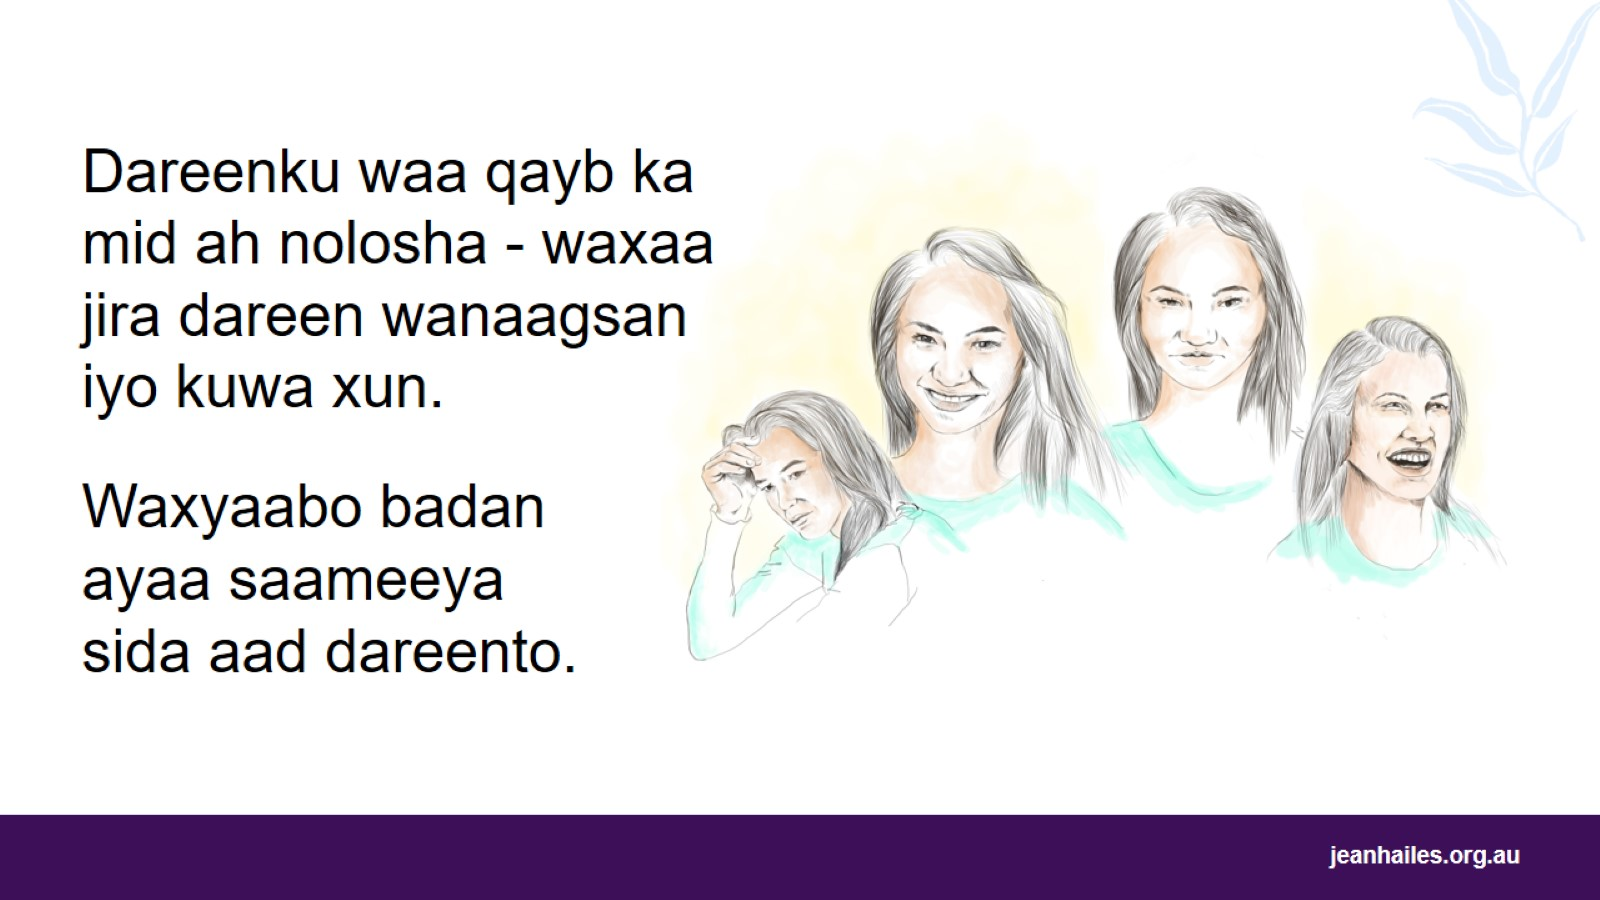 Dareenku waa qayb ka
mid ah nolosha - waxaa
jira dareen wanaagsan
iyo kuwa xun.
Waxyaabo badan
ayaa saameeya
sida aad dareento.
jeanhailes.org.au